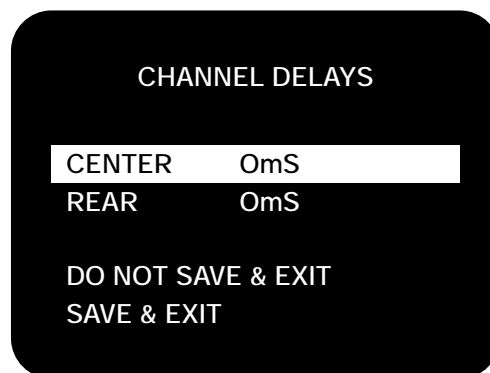 CHANNEL DELAYS
CENTER OmS
REAR OmS
DO NOT SAVE & EXIT
SAVE & EXIT